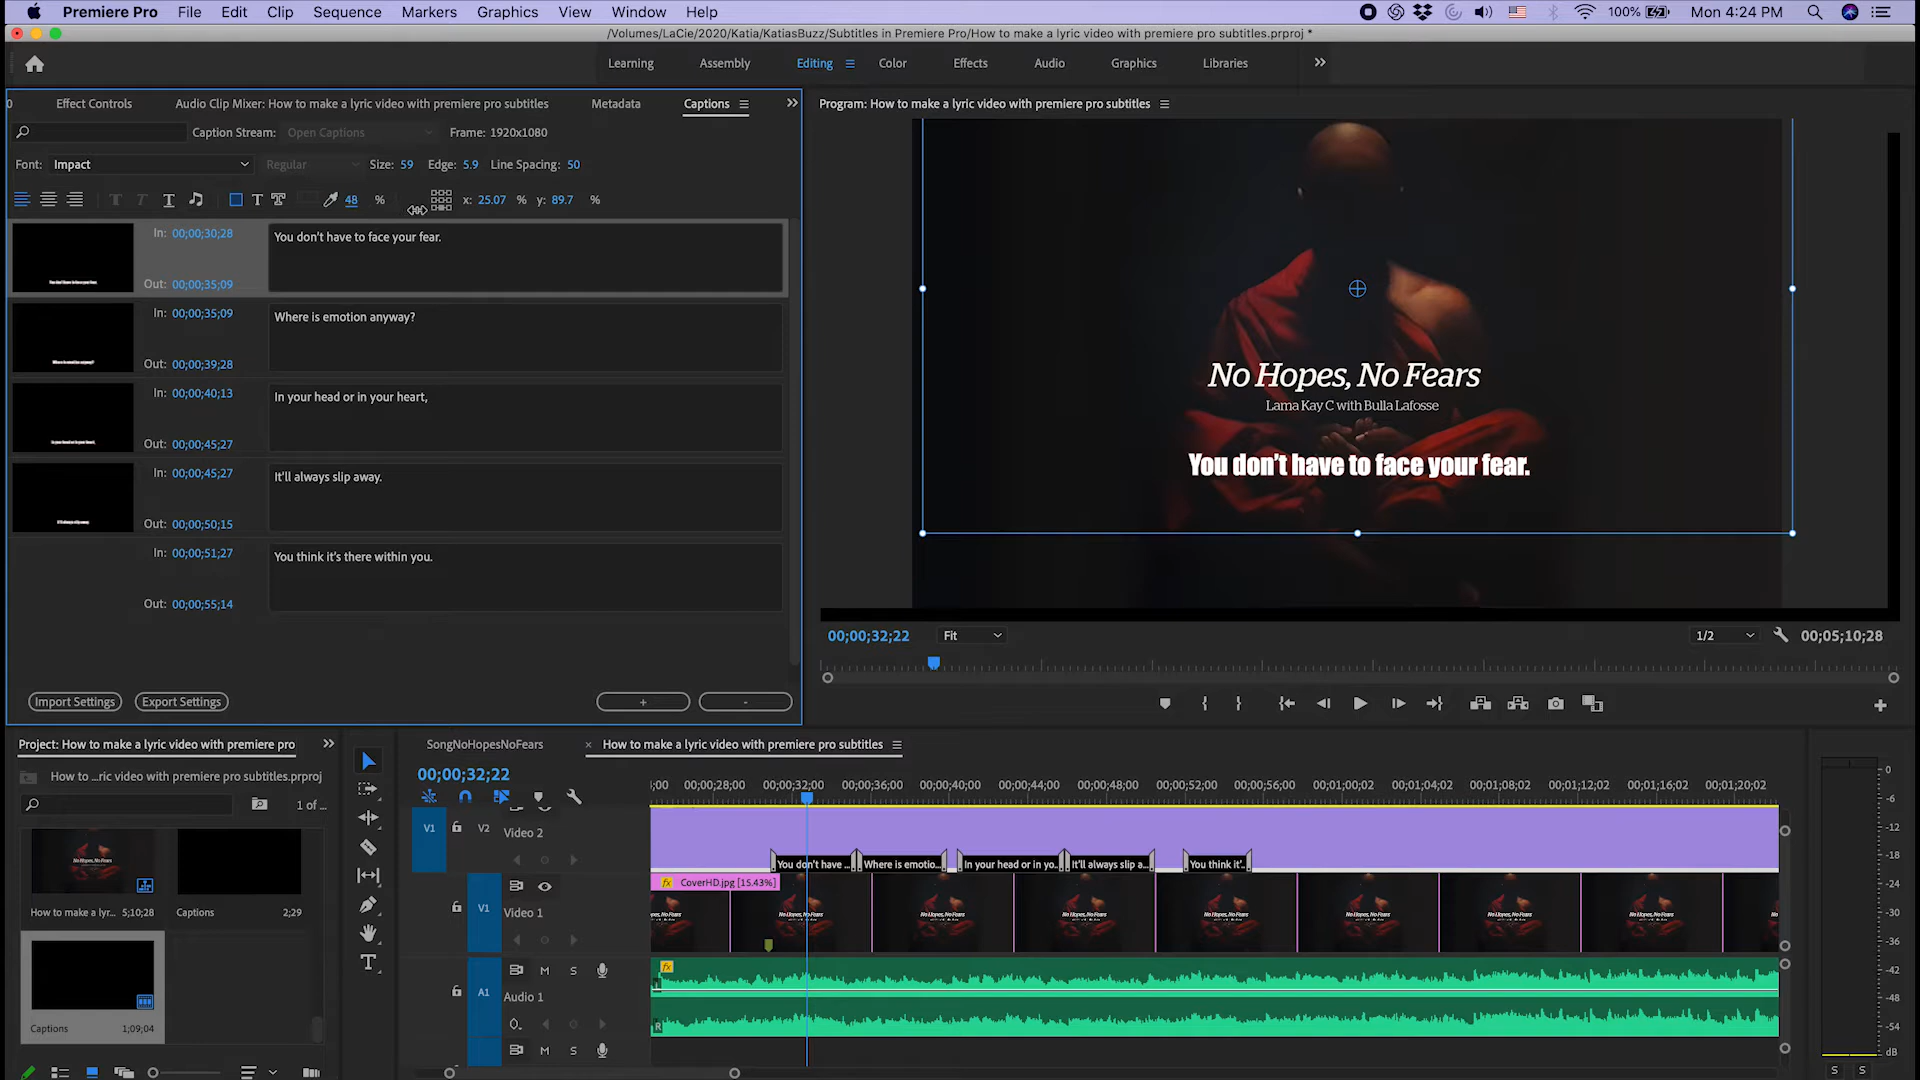 Premiere Pro File Edit Clip Sequence Markers Graphics View Window Help 100% Mon 4:24 PM
/Volumes/LaCie/2020/Katia/KatiasBuzz/Subtitles in Premiere Pro/How to make a lyric video with premiere pro subtitles.prproj *
Learning Assembly Editing Color Effects Audio Graphics Libraries
Effect Controls Audio Clip Mixer: How to make a lyric video with premiere pro subtitles Metadata Captions
Program: How to make a lyric video with premiere pro subtitles
Caption Stream: Open Captions Frame: 1920x1080
Font: Impact Regular Size: 59 Edge: 5.9 Line Spacing: 50
48 % x: 25.07 % y: 89.7 %
In: 00;00;30;28 You don't have to face your fear.
Out: 00;00;35;09
In: 00;00;35;09 Where is emotion anyway?
Out: 00;00;39;28
In: 00;00;40;13 In your head or in your heart,
Out: 00;00;45;27
In: 00;00;45;27 It'll always slip away.
Out: 00;00;50;15
In: 00;00;51;27 You think it's there within you.
Out: 00;00;55;14
Import Settings Export Settings + -
No Hopes, No Fears
Lama Kay C with Bulla Lafosse
You don't have to face your fear.
00;00;32;22 Fit 1/2 00;05;10;28
Project: How to make a lyric video with premiere pro
How to ...ric video with premiere pro subtitles.prproj
1 of ...
How to make a lyr... 5;10;28 Captions 2;29
Captions 1;09;04
SongNoHopesNoFears × How to make a lyric video with premiere pro subtitles
00;00;32;22
;00 00;00;28;00 00;00;32;00 00;00;36;00 00;00;40;00 00;00;44;00 00;00;48;00 00;00;52;00 00;00;56;00 00;01;00;02 00;01;04;02 00;01;08;02 00;01;12;02 00;01;16;02 00;01;20;02
V1 V2 Video 2
You don't have ... Where is emotio... In your head or in yo... It'll always slip a... You think it'...
fx CoverHD.jpg [15.43%]
V1 Video 1
fx
A1 M S
Audio 1
L
R
M S
0
-6
-12
-18
-24
-30
-36
-42
-48
-54
dB
S S